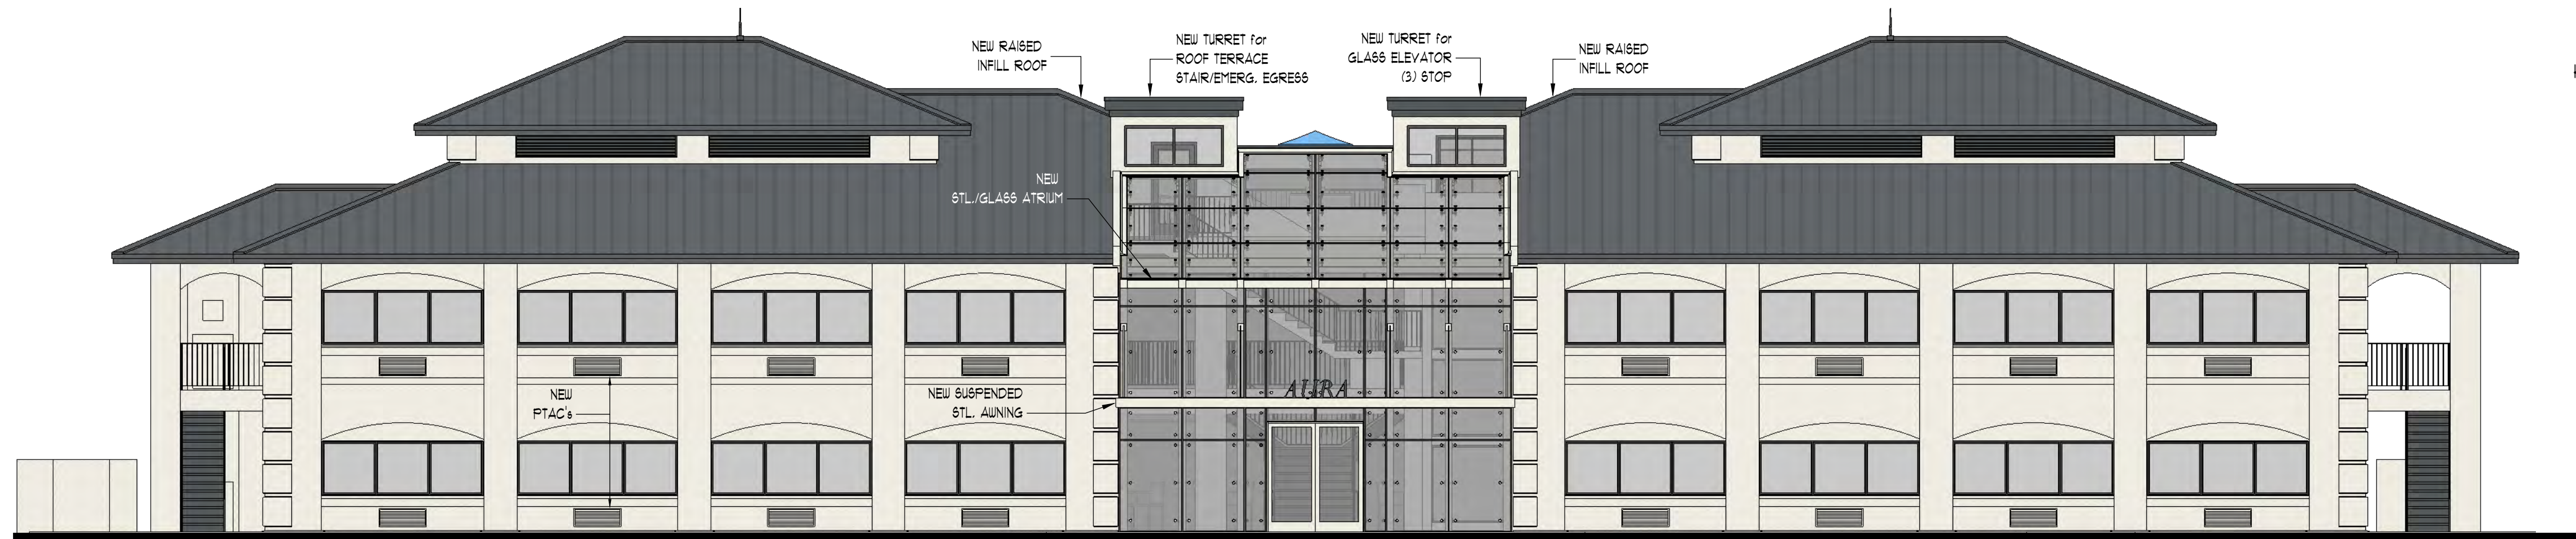 NEW RAISED
INFILL ROOF
NEW TURRET for
ROOF TERRACE
STAIR/EMERG. EGRESS
NEW TURRET for
GLASS ELEVATOR
(3) STOP
NEW RAISED
INFILL ROOF
NEW
STL./GLASS ATRIUM
NEW
PTAC's
NEW SUSPENDED
STL. AWNING
AURA